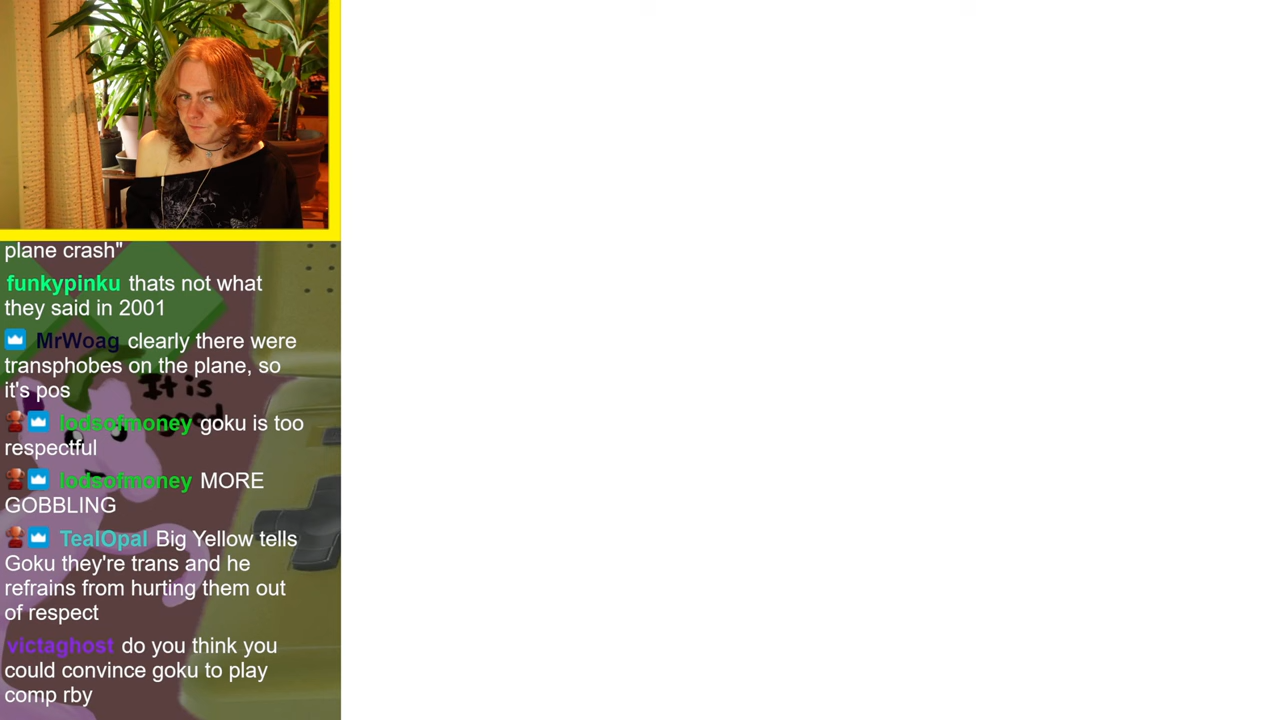 plane crash"
funkypinku thats not what
they said in 2001
MrWoag clearly there were
transphobes on the plane, so
it's pos
It is
good
lodsofmoney goku is too
respectful
lodsofmoney MORE
GOBBLING
TealOpal Big Yellow tells
Goku they're trans and he
refrains from hurting them out
of respect
victaghost do you think you
could convince goku to play
comp rby